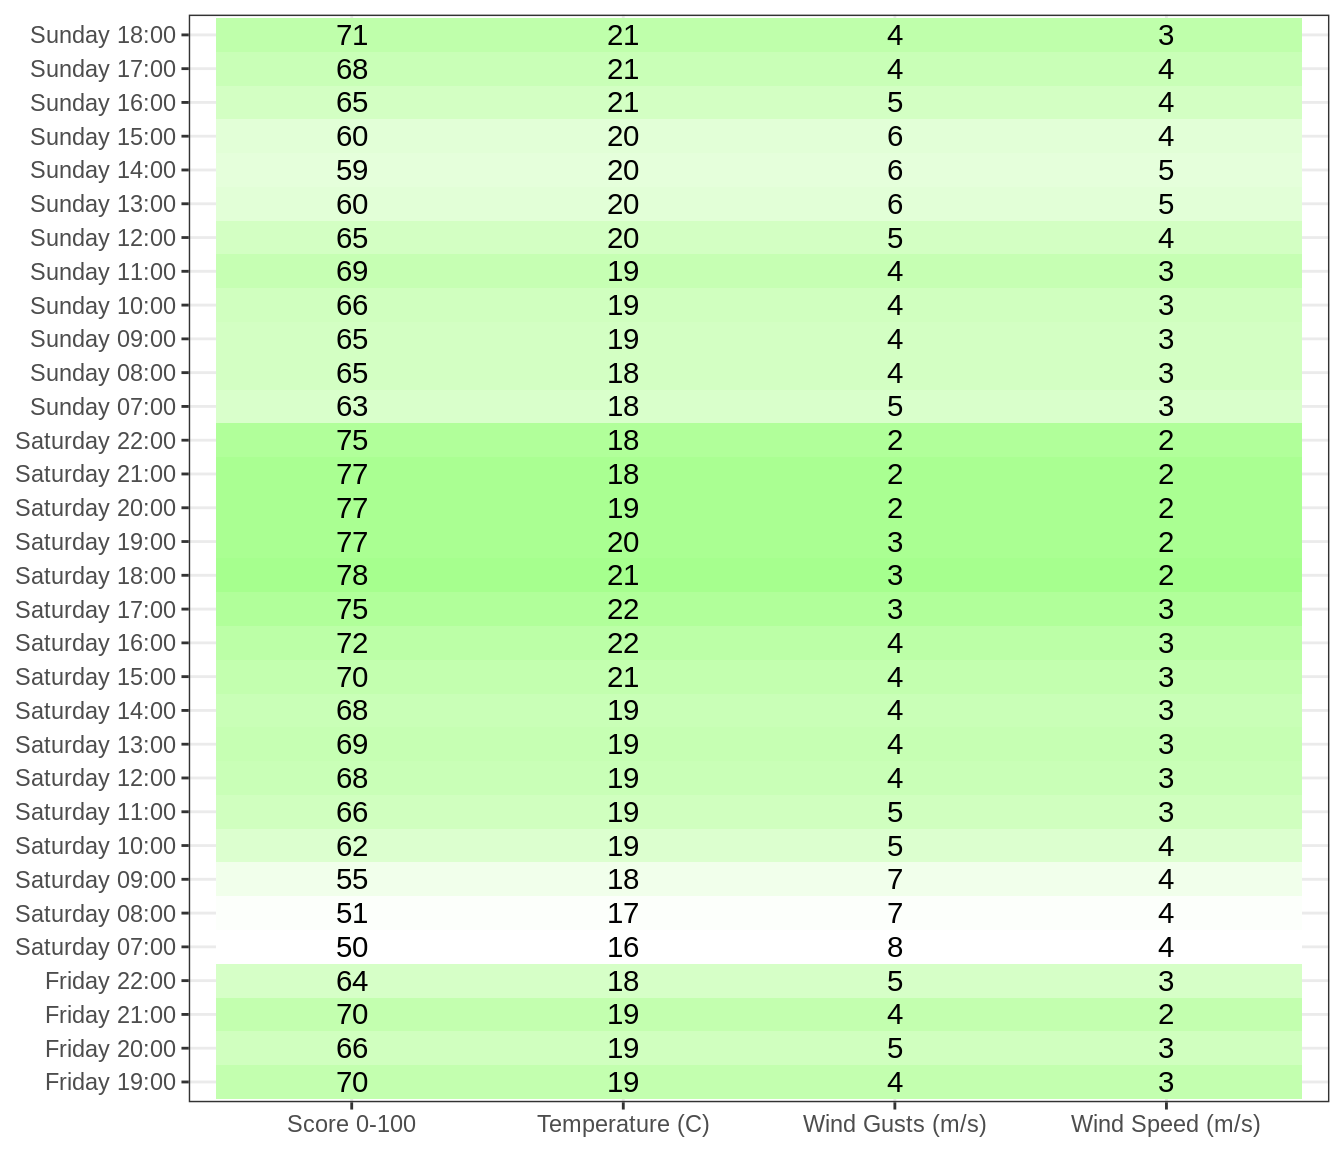 Sunday 18:00 71 21 4 3
Sunday 17:00 68 21 4 4
Sunday 16:00 65 21 5 4
Sunday 15:00 60 20 6 4
Sunday 14:00 59 20 6 5
Sunday 13:00 60 20 6 5
Sunday 12:00 65 20 5 4
Sunday 11:00 69 19 4 3
Sunday 10:00 66 19 4 3
Sunday 09:00 65 19 4 3
Sunday 08:00 65 18 4 3
Sunday 07:00 63 18 5 3
Saturday 22:00 75 18 2 2
Saturday 21:00 77 18 2 2
Saturday 20:00 77 19 2 2
Saturday 19:00 77 20 3 2
Saturday 18:00 78 21 3 2
Saturday 17:00 75 22 3 3
Saturday 16:00 72 22 4 3
Saturday 15:00 70 21 4 3
Saturday 14:00 68 19 4 3
Saturday 13:00 69 19 4 3
Saturday 12:00 68 19 4 3
Saturday 11:00 66 19 5 3
Saturday 10:00 62 19 5 4
Saturday 09:00 55 18 7 4
Saturday 08:00 51 17 7 4
Saturday 07:00 50 16 8 4
Friday 22:00 64 18 5 3
Friday 21:00 70 19 4 2
Friday 20:00 66 19 5 3
Friday 19:00 70 19 4 3
Score 0-100 Temperature (C) Wind Gusts (m/s) Wind Speed (m/s)